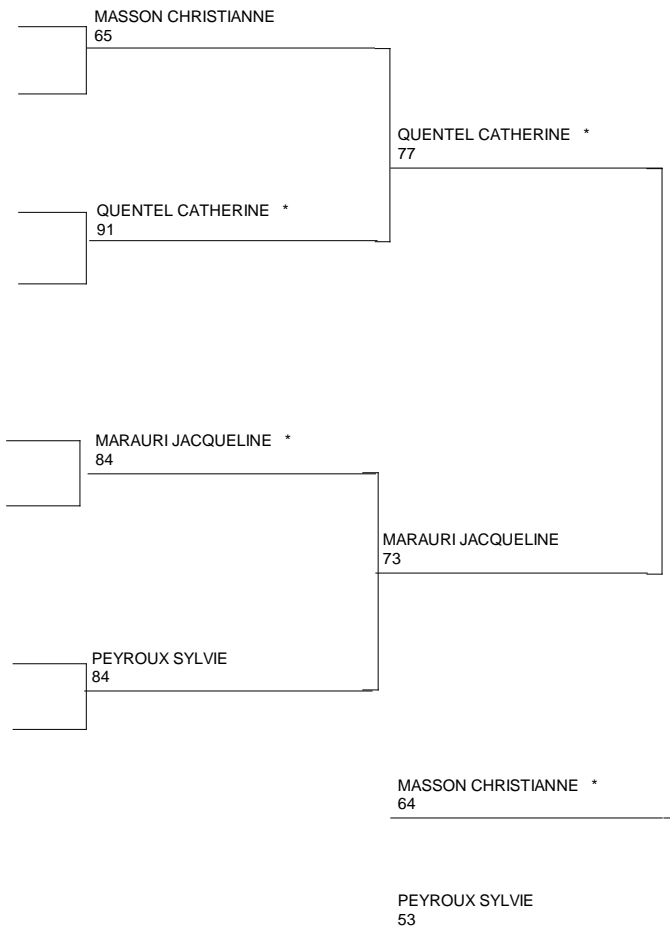 MASSON CHRISTIANNE
65
QUENTEL CATHERINE *
77
QUENTEL CATHERINE *
91
MARAURI JACQUELINE *
84
MARAURI JACQUELINE
73
PEYROUX SYLVIE
84
MASSON CHRISTIANNE *
64
PEYROUX SYLVIE
53